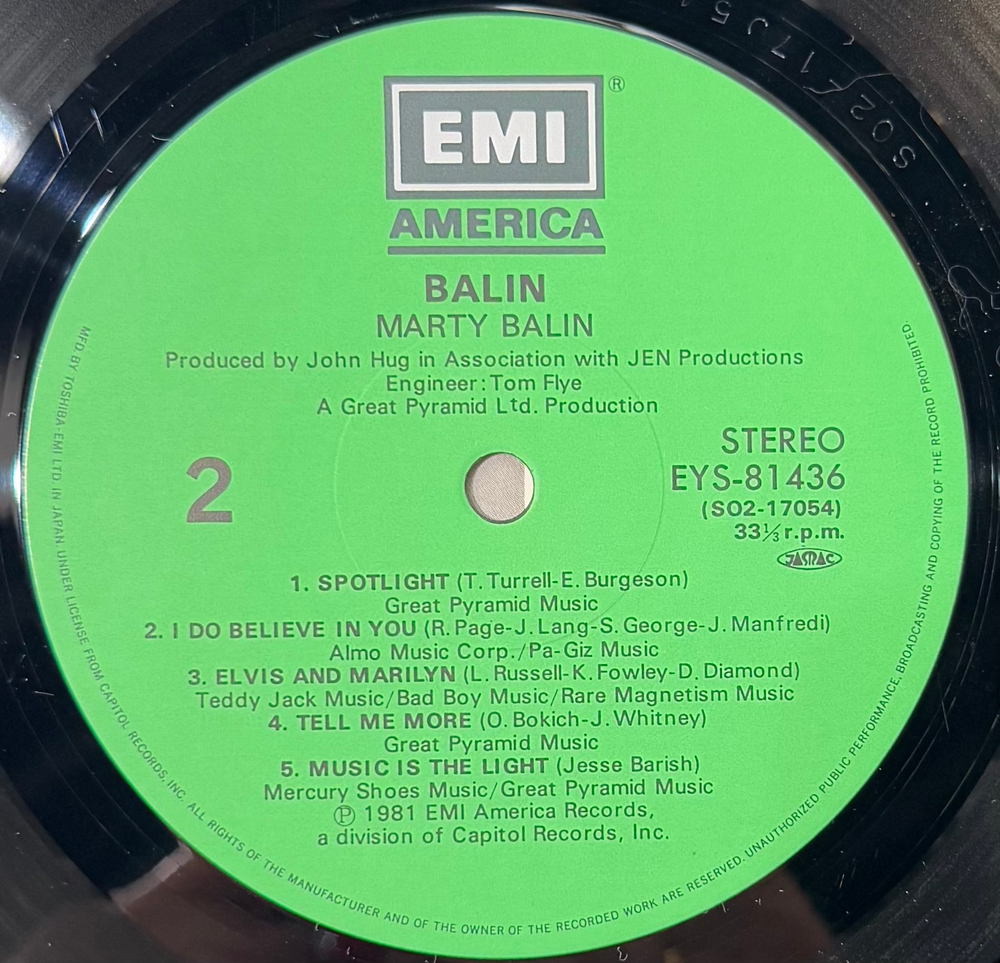 EMI ®
AMERICA
BALIN
MARTY BALIN
Produced by John Hug in Association with JEN Productions
Engineer: Tom Flye
A Great Pyramid Ltd. Production
2
STEREO
EYS-81436
(SO2-17054)
33⅓ r.p.m.
JASRAC
1. SPOTLIGHT (T. Turrell-E. Burgeson)
Great Pyramid Music
2. I DO BELIEVE IN YOU (R. Page-J. Lang-S. George-J. Manfredi)
Almo Music Corp./Pa-Giz Music
3. ELVIS AND MARILYN (L. Russell-K. Fowley-D. Diamond)
Teddy Jack Music/Bad Boy Music/Rare Magnetism Music
4. TELL ME MORE (O. Bokich-J. Whitney)
Great Pyramid Music
5. MUSIC IS THE LIGHT (Jesse Barish)
Mercury Shoes Music/Great Pyramid Music
℗ 1981 EMI America Records,
a division of Capitol Records, Inc.
MFD BY TOSHIBA-EMI LTD. IN JAPAN. UNDER LICENSE FROM CAPITOL RECORDS, INC. ALL RIGHTS OF THE MANUFACTURER AND OF THE OWNER OF THE RECORDED WORK ARE RESERVED. UNAUTHORIZED PUBLIC PERFORMANCE, BROADCASTING AND COPYING OF THE RECORD PROHIBITED.